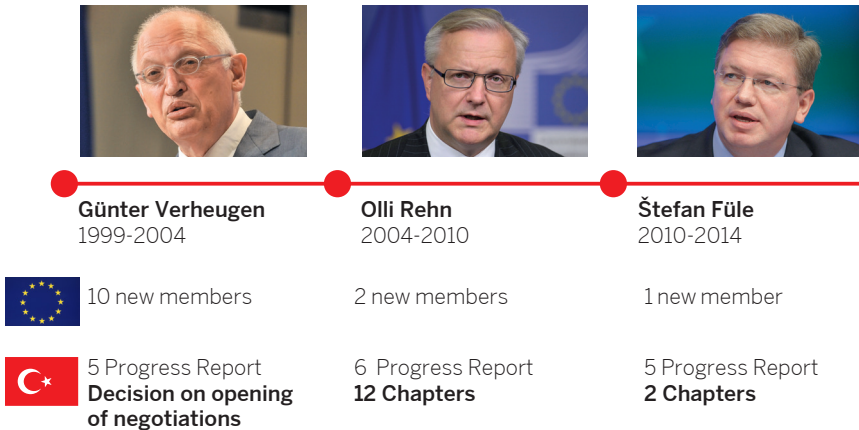 Günter Verheugen
1999-2004
Olli Rehn
2004-2010
Štefan Füle
2010-2014
10 new members
2 new members
1 new member
5 Progress Report
Decision on opening
of negotiations
6 Progress Report
12 Chapters
5 Progress Report
2 Chapters